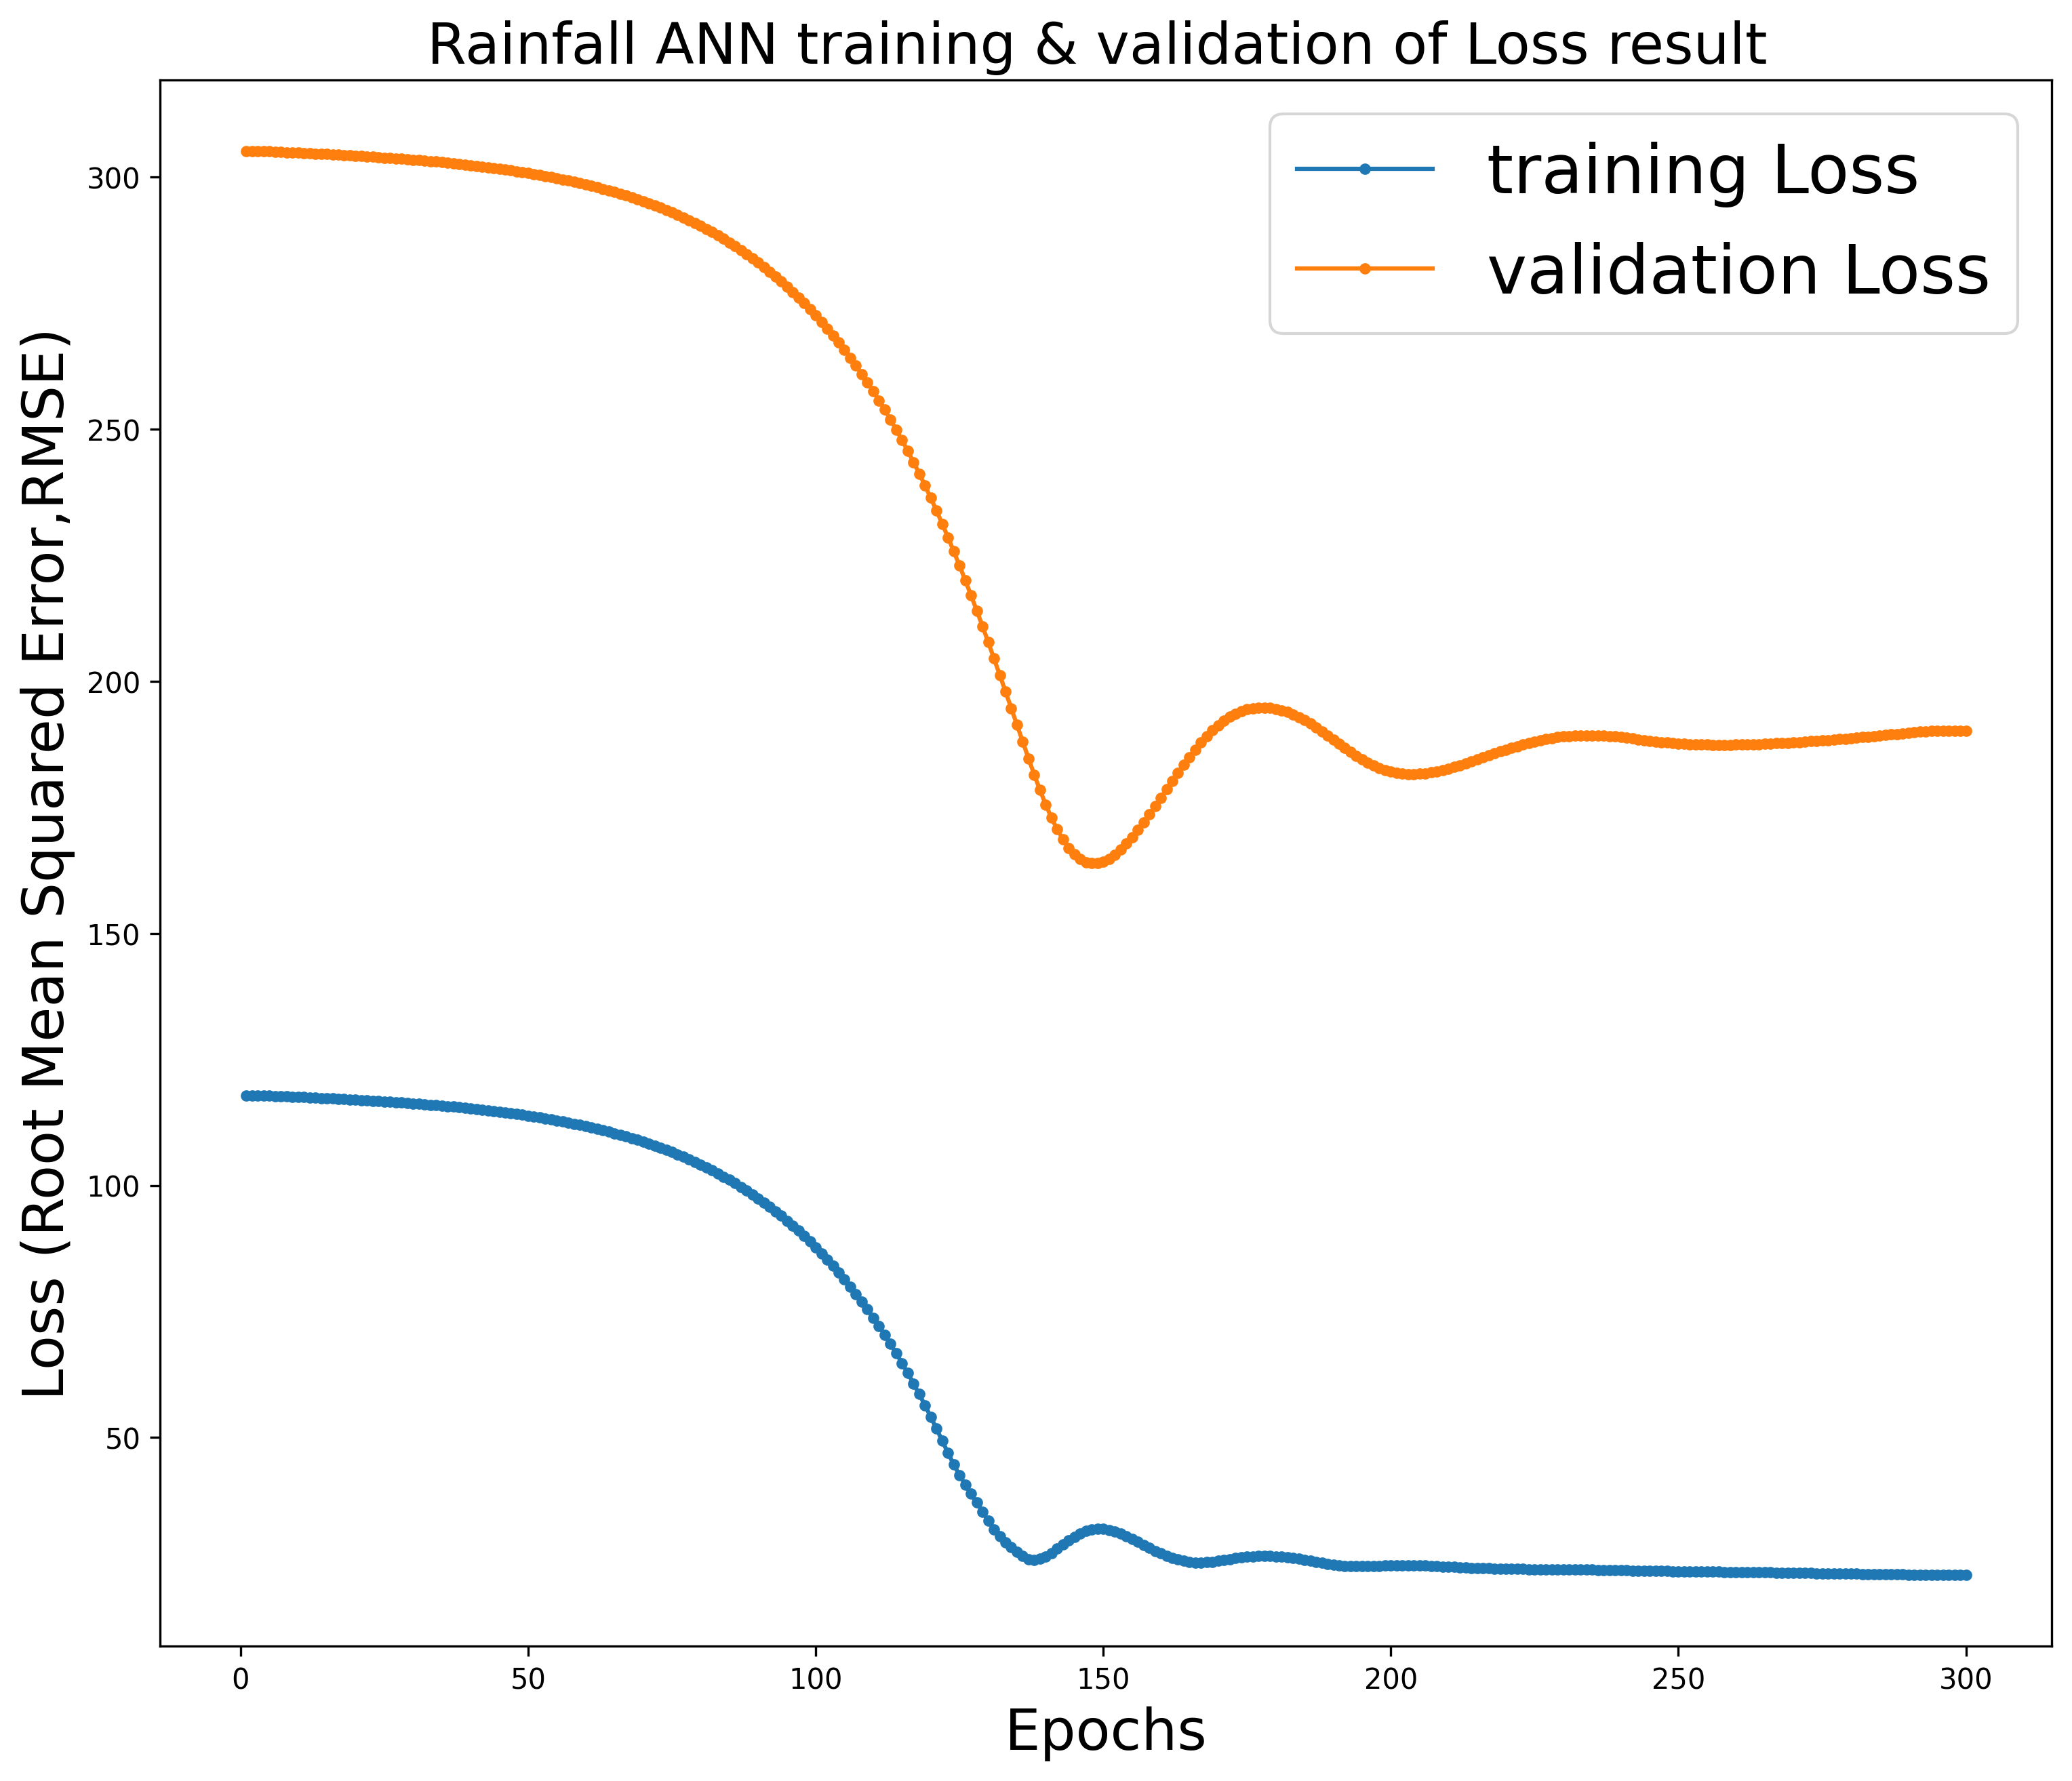 Rainfall ANN training & validation of Loss result
training Loss
validation Loss
Loss (Root Mean Squared Error,RMSE)
300
250
200
150
100
50
0 50 100 150 200 250 300
Epochs